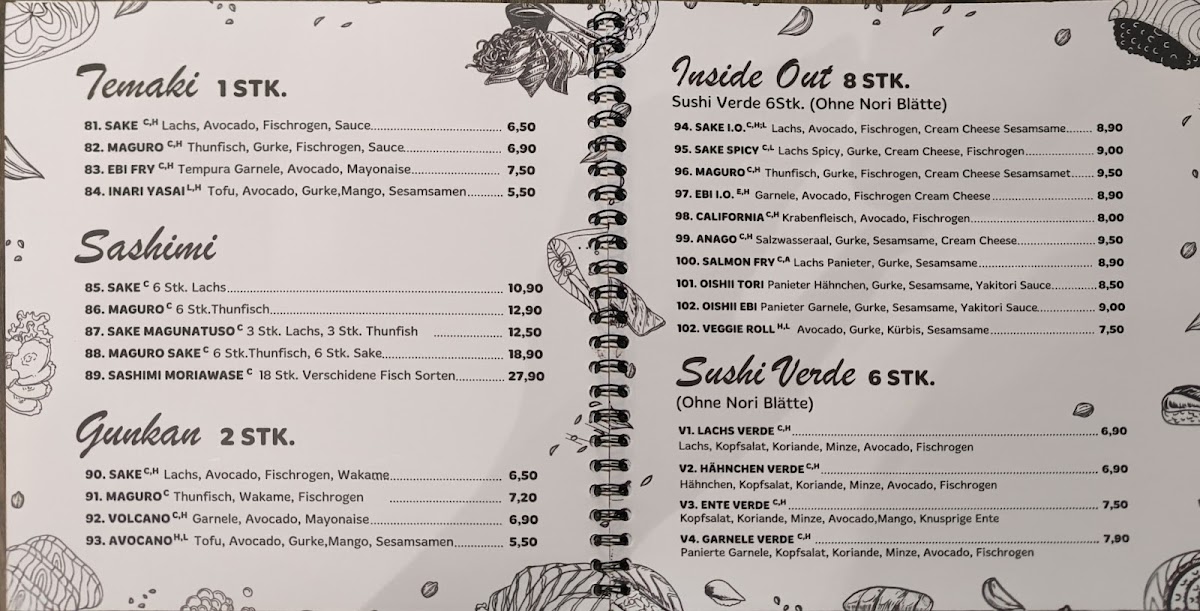 Temaki 1 STK.
81. SAKE C,H Lachs, Avocado, Fischrogen, Sauce 6,50
82. MAGURO C,H Thunfisch, Gurke, Fischrogen, Sauce 6,90
83. EBI FRY C,H Tempura Garnele, Avocado, Mayonaise 7,50
84. INARI YASAI L,H Tofu, Avocado, Gurke,Mango, Sesamsamen 5,50
Sashimi
85. SAKE C 6 Stk. Lachs 10,90
86. MAGURO C 6 Stk.Thunfisch 12,90
87. SAKE MAGUNATUSO C 3 Stk. Lachs, 3 Stk. Thunfish 12,50
88. MAGURO SAKE C 6 Stk.Thunfisch, 6 Stk. Sake 18,90
89. SASHIMI MORIAWASE C 18 Stk. Verschidene Fisch Sorten 27,90
Gunkan 2 STK.
90. SAKE C,H Lachs, Avocado, Fischrogen, Wakame 6,50
91. MAGURO C Thunfisch, Wakame, Fischrogen 7,20
92. VOLCANO C,H Garnele, Avocado, Mayonaise 6,90
93. AVOCANO H,L Tofu, Avocado, Gurke,Mango, Sesamsamen 5,50
Inside Out 8 STK.
Sushi Verde 6Stk. (Ohne Nori Blätte)
94. SAKE I.O. C,H;L Lachs, Avocado, Fischrogen, Cream Cheese Sesamsame 8,90
95. SAKE SPICY C,L Lachs Spicy, Gurke, Cream Cheese, Fischrogen 9,00
96. MAGURO C,H Thunfisch, Gurke, Fischrogen, Cream Cheese Sesamsamet 9,50
97. EBI I.O. E,H Garnele, Avocado, Fischrogen Cream Cheese 8,90
98. CALIFORNIA C,H Krabenfleisch, Avocado, Fischrogen 8,00
99. ANAGO C,H Salzwasseraal, Gurke, Sesamsame, Cream Cheese 9,50
100. SALMON FRY C,A Lachs Panieter, Gurke, Sesamsame 8,90
101. OISHII TORI Panieter Hähnchen, Gurke, Sesamsame, Yakitori Sauce 8,50
102. OISHII EBI Panieter Garnele, Gurke, Sesamsame, Yakitori Sauce 9,00
102. VEGGIE ROLL H,L Avocado, Gurke, Kürbis, Sesamsame 7,50
Sushi Verde 6 STK.
(Ohne Nori Blätte)
V1. LACHS VERDE C,H 6,90
Lachs, Kopfsalat, Koriande, Minze, Avocado, Fischrogen
V2. HÄHNCHEN VERDE C,H 6,90
Hähnchen, Kopfsalat, Koriande, Minze, Avocado, Fischrogen
V3. ENTE VERDE C,H 7,50
Kopfsalat, Koriande, Minze, Avocado,Mango, Knusprige Ente
V4. GARNELE VERDE C,H 7,90
Panierte Garnele, Kopfsalat, Koriande, Minze, Avocado, Fischrogen